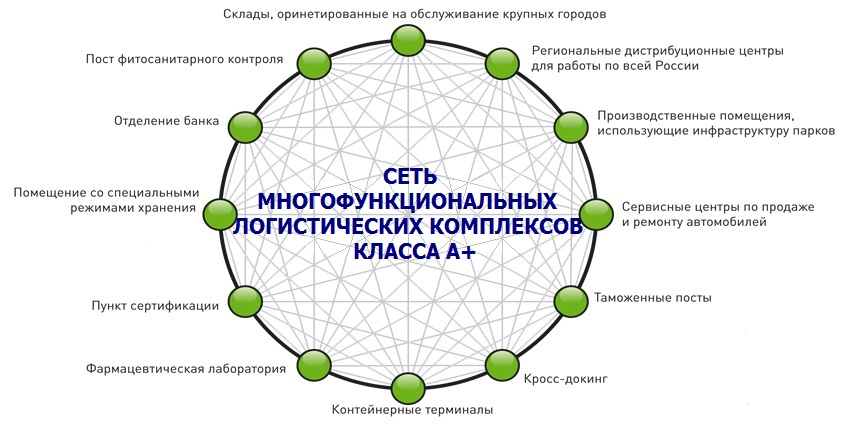 Склады, оринетированные на обслуживание крупных городов
Региональные дистрибуционные центры
для работы по всей России
Производственные помещения,
использующие инфраструктуру парков
Сервисные центры по продаже
и ремонту автомобилей
Таможенные посты
Кросс-докинг
Контейнерные терминалы
Фармацевтическая лаборатория
Пункт сертификации
Помещение со специальными
режимами хранения
Отделение банка
Пост фитосанитарного контроля
СЕТЬ
МНОГОФУНКЦИОНАЛЬНЫХ
ЛОГИСТИЧЕСКИХ КОМПЛЕКСОВ
КЛАССА А+